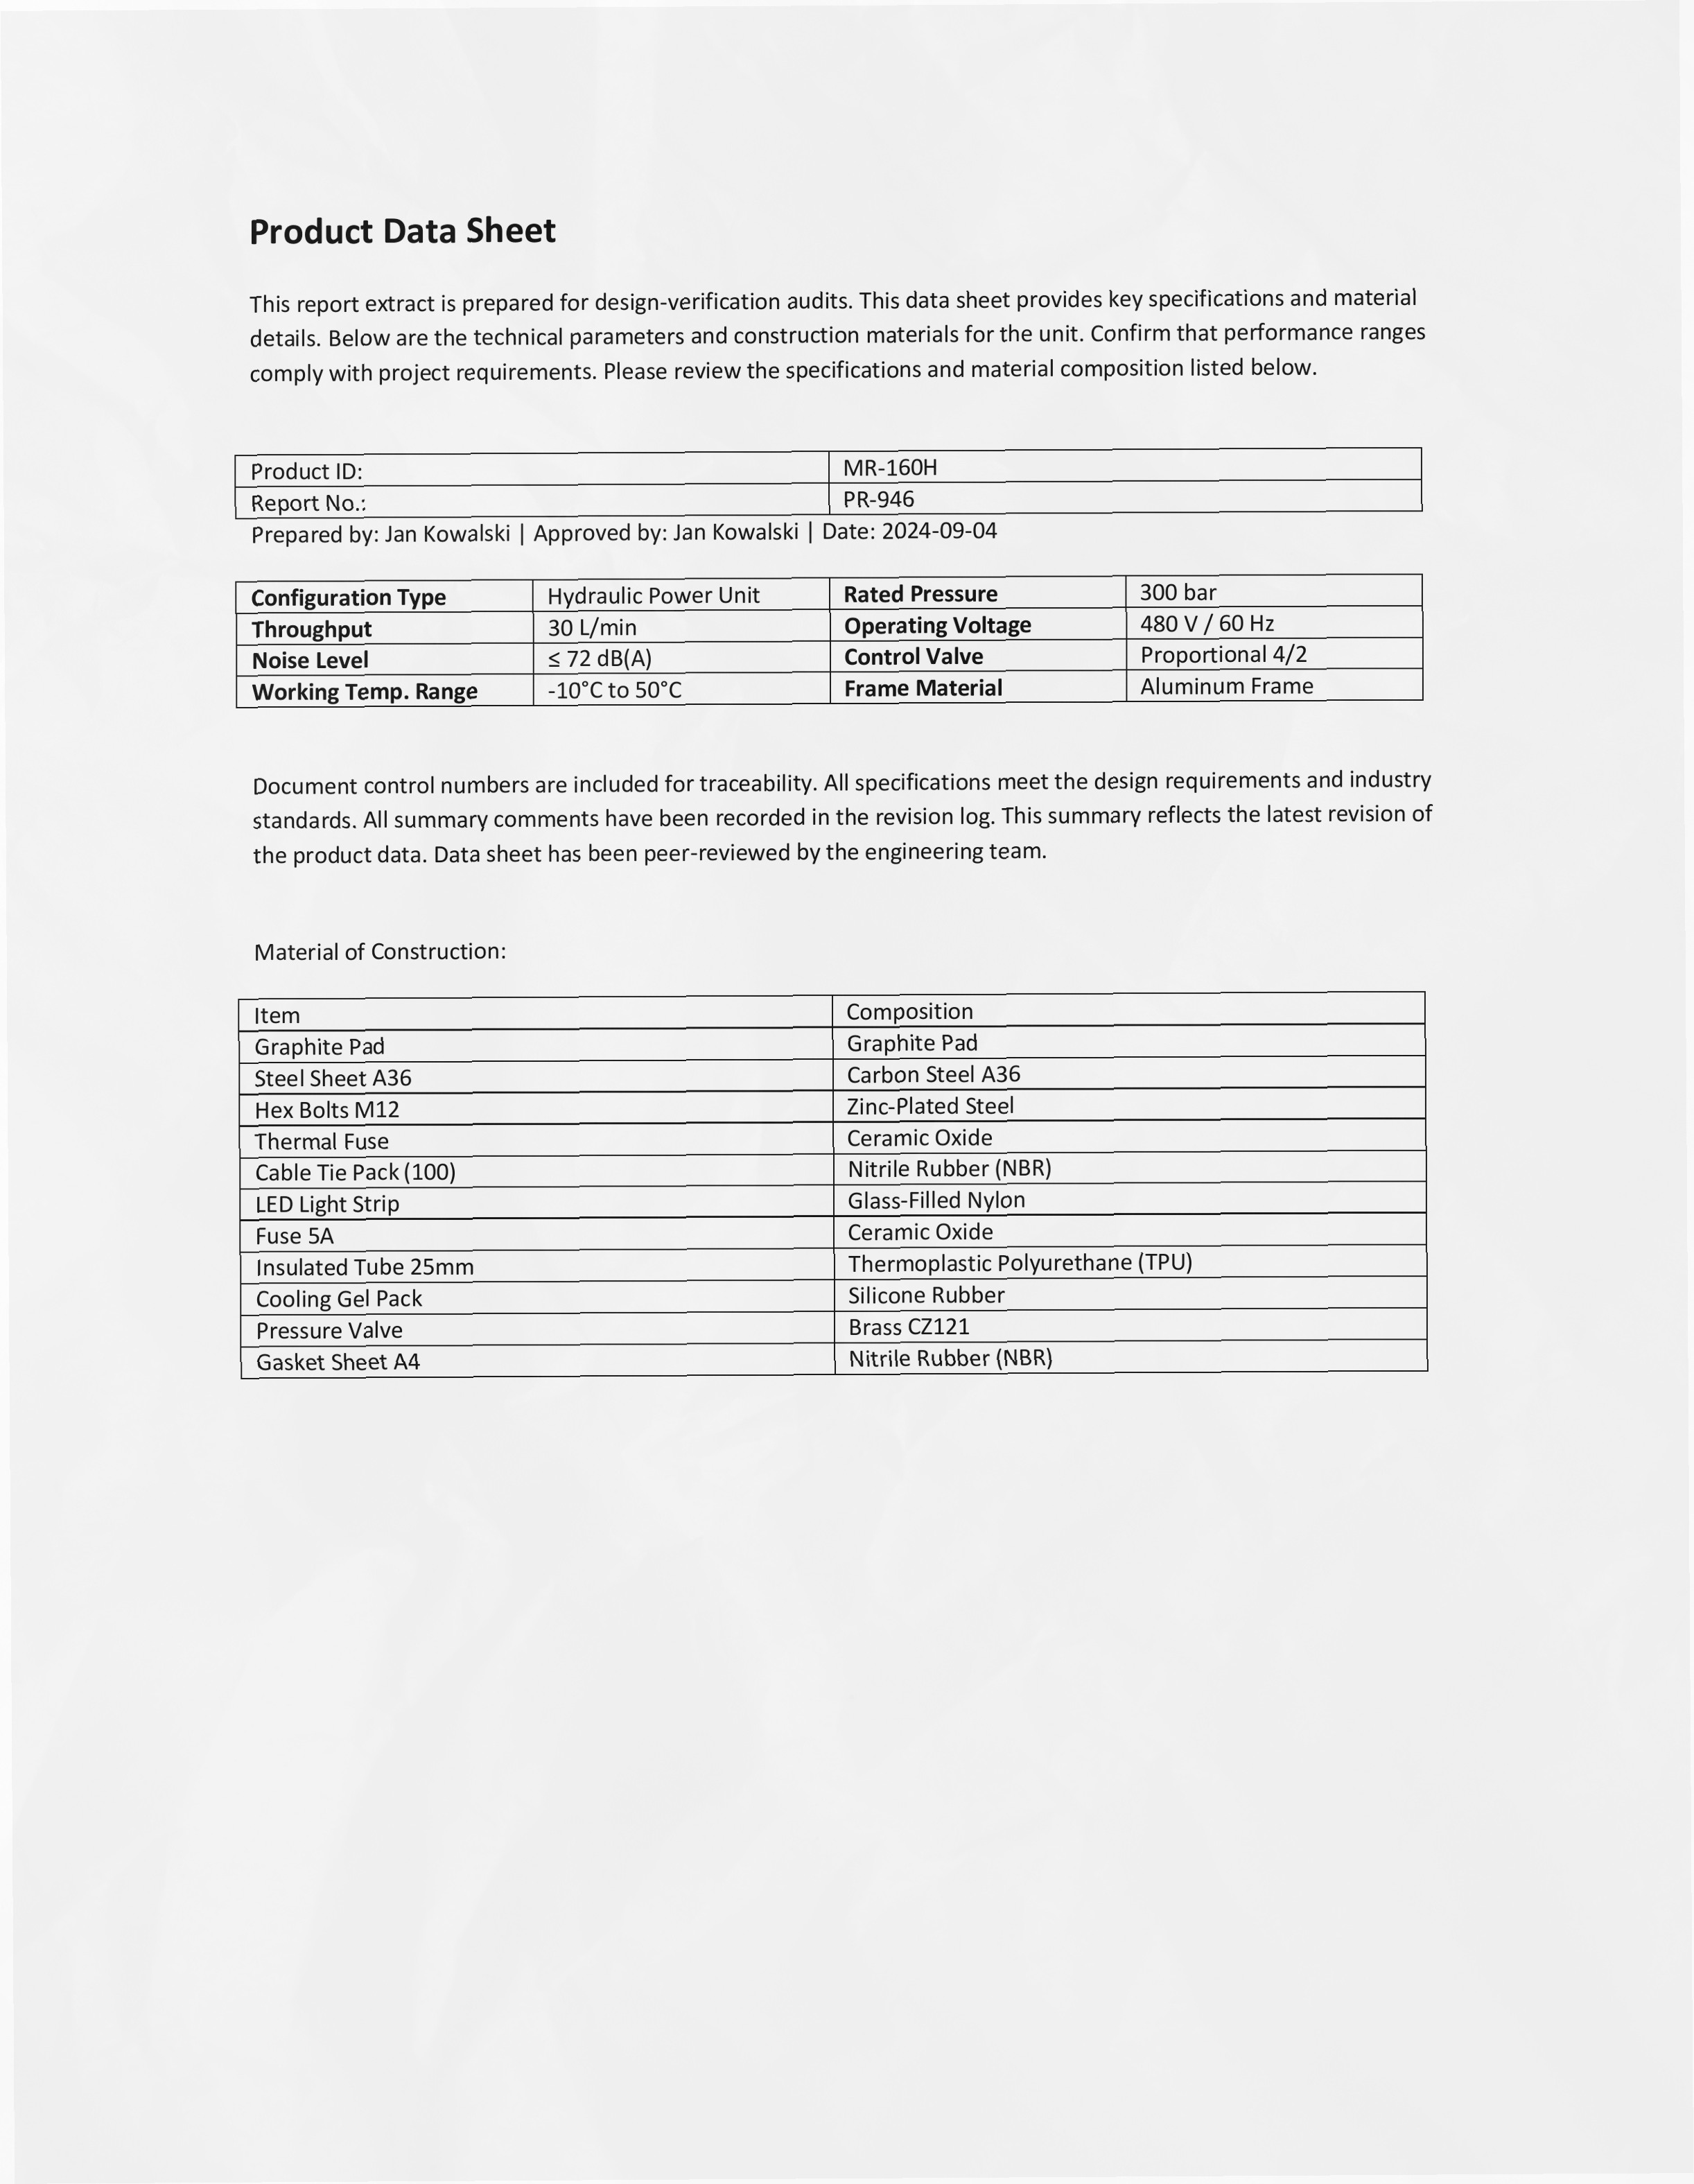 Product Data Sheet
This report extract is prepared for design-verification audits. This data sheet provides key specifications and material
details. Below are the technical parameters and construction materials for the unit. Confirm that performance ranges
comply with project requirements. Please review the specifications and material composition listed below.
Product ID: MR-160H
Report No.: PR-946
Prepared by: Jan Kowalski | Approved by: Jan Kowalski | Date: 2024-09-04
Configuration Type Hydraulic Power Unit Rated Pressure 300 bar
Throughput 30 L/min Operating Voltage 480 V / 60 Hz
Noise Level ≤ 72 dB(A) Control Valve Proportional 4/2
Working Temp. Range -10°C to 50°C Frame Material Aluminum Frame
Document control numbers are included for traceability. All specifications meet the design requirements and industry
standards. All summary comments have been recorded in the revision log. This summary reflects the latest revision of
the product data. Data sheet has been peer-reviewed by the engineering team.
Material of Construction:
Item Composition
Graphite Pad Graphite Pad
Steel Sheet A36 Carbon Steel A36
Hex Bolts M12 Zinc-Plated Steel
Thermal Fuse Ceramic Oxide
Cable Tie Pack (100) Nitrile Rubber (NBR)
LED Light Strip Glass-Filled Nylon
Fuse 5A Ceramic Oxide
Insulated Tube 25mm Thermoplastic Polyurethane (TPU)
Cooling Gel Pack Silicone Rubber
Pressure Valve Brass CZ121
Gasket Sheet A4 Nitrile Rubber (NBR)